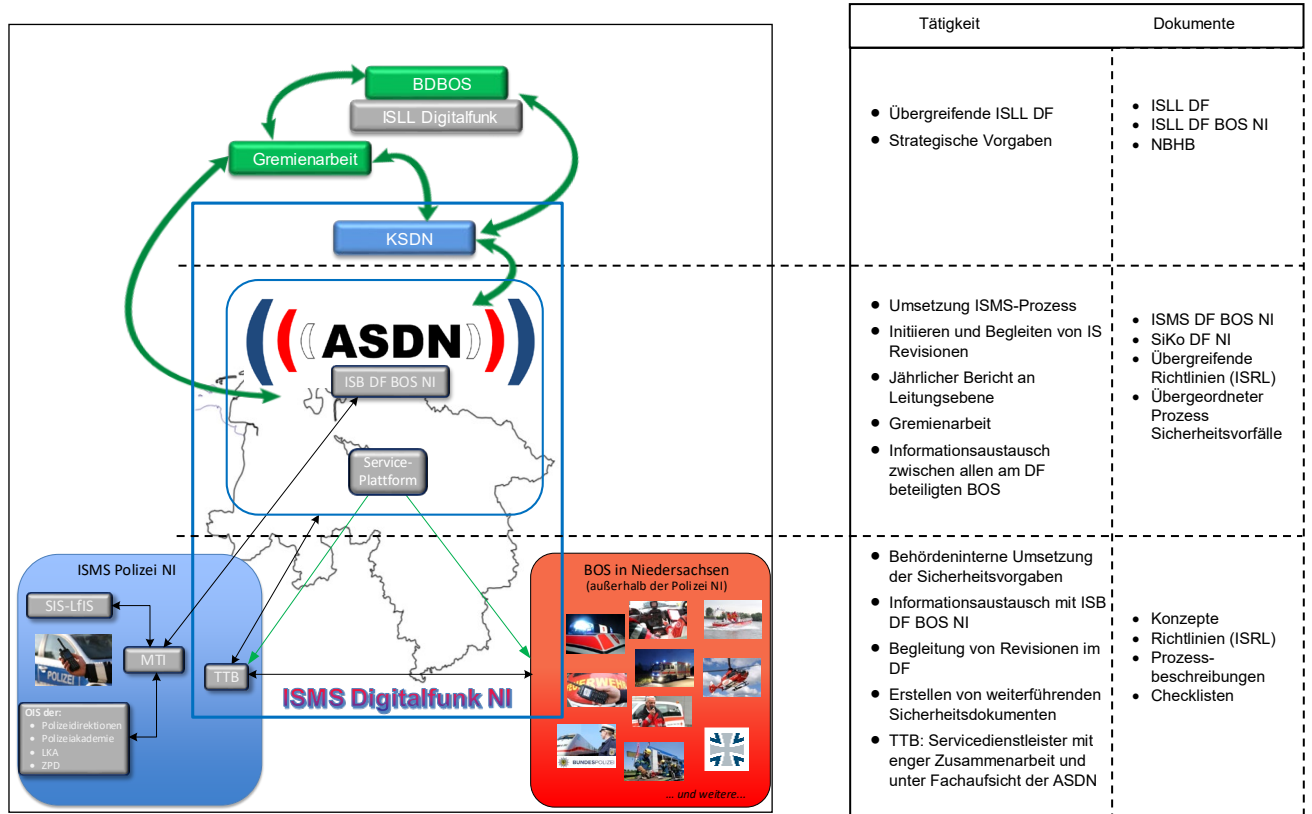 BDBOS
ISLL Digitalfunk
Gremienarbeit
KSDN
ASDN
ISB DF BOS NI
Service-
Plattform
ISMS Polizei NI
SIS-LfIS
POLIZEI
MTI
TTB
OIS der:
• Polizeidirektionen
• Polizeiakademie
• LKA
• ZPD
ISMS Digitalfunk NI
BOS in Niedersachsen
(außerhalb der Polizei NI)
BUNDESPOLIZEI
... und weitere...
Tätigkeit
Dokumente
• Übergreifende ISLL DF
• Strategische Vorgaben
• ISLL DF
• ISLL DF BOS NI
• NBHB
• Umsetzung ISMS-Prozess
• Initiieren und Begleiten von IS
Revisionen
• Jährlicher Bericht an
Leitungsebene
• Gremienarbeit
• Informationsaustausch
zwischen allen am DF
beteiligten BOS
• ISMS DF BOS NI
• SiKo DF NI
• Übergreifende
Richtlinien (ISRL)
• Übergeordneter
Prozess
Sicherheitsvorfälle
• Behördeninterne Umsetzung
der Sicherheitsvorgaben
• Informationsaustausch mit ISB
DF BOS NI
• Begleitung von Revisionen im
DF
• Erstellen von weiterführenden
Sicherheitsdokumenten
• TTB: Servicedienstleister mit
enger Zusammenarbeit und
unter Fachaufsicht der ASDN
• Konzepte
• Richtlinien (ISRL)
• Prozess-
beschreibungen
• Checklisten